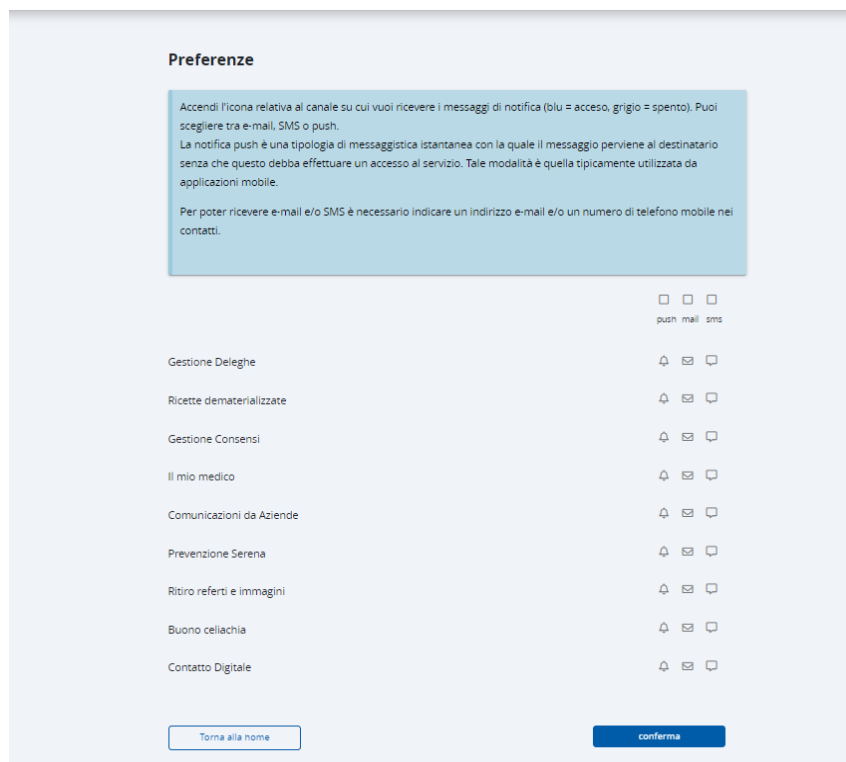 Preferenze
Accendi l'icona relativa al canale su cui vuoi ricevere i messaggi di notifica (blu = acceso, grigio = spento). Puoi
scegliere tra e-mail, SMS o push.
La notifica push è una tipologia di messaggistica istantanea con la quale il messaggio perviene al destinatario
senza che questo debba effettuare un accesso al servizio. Tale modalità è quella tipicamente utilizzata da
applicazioni mobile.
Per poter ricevere e-mail e/o SMS è necessario indicare un indirizzo e-mail e/o un numero di telefono mobile nei
contatti.
push mail sms
Gestione Deleghe
Ricette dematerializzate
Gestione Consensi
Il mio medico
Comunicazioni da Aziende
Prevenzione Serena
Ritiro referti e immagini
Buono celiachia
Contatto Digitale
Torna alla home conferma